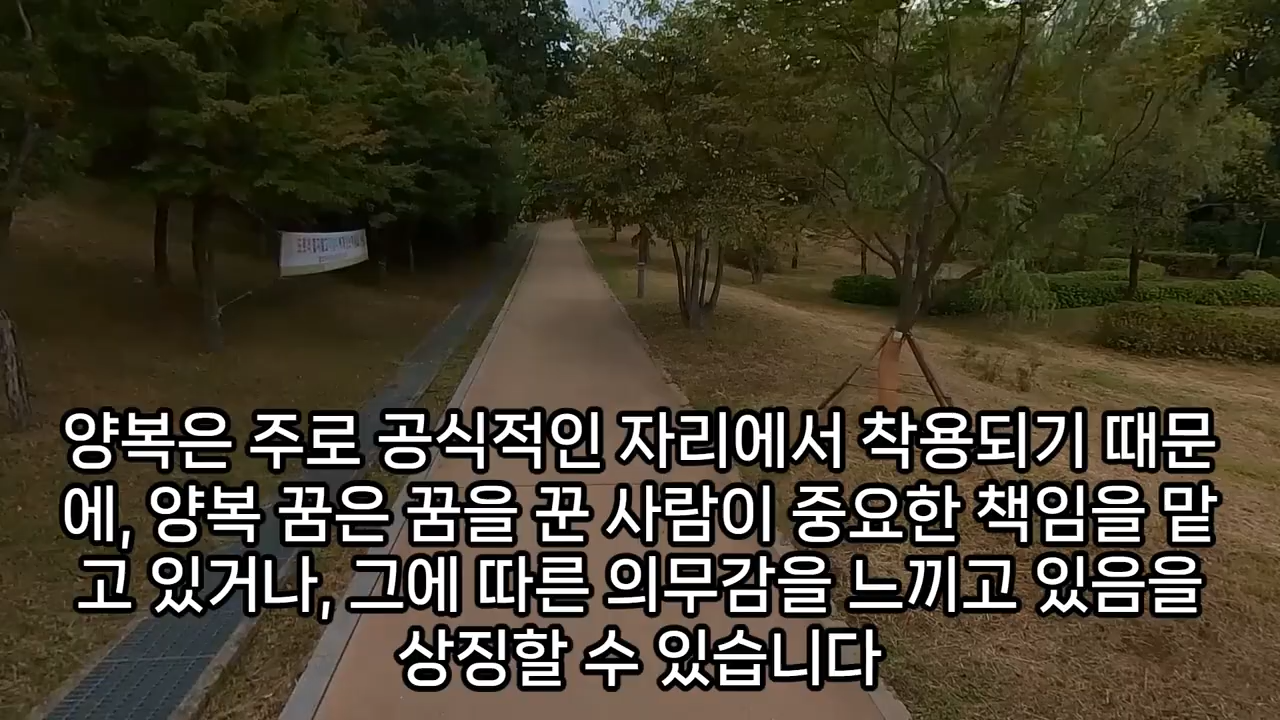 양복은 주로 공식적인 자리에서 착용되기 때문
에, 양복 꿈은 꿈을 꾼 사람이 중요한 책임을 맡
고 있거나, 그에 따른 의무감을 느끼고 있음을
상징할 수 있습니다